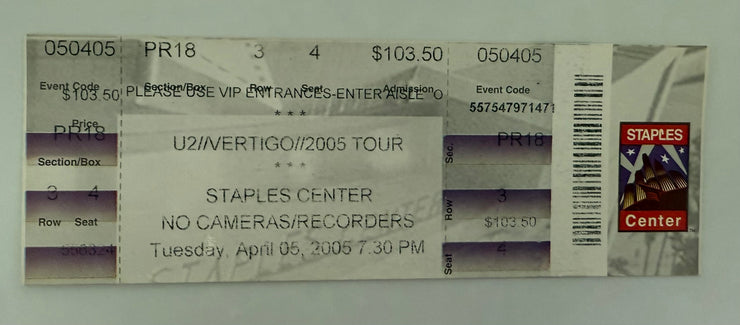 050405
Event Code
$103.50
Price
PR18
Section/Box
3 4
Row Seat
PR18 3 4 $103.50
Section/Box Row Seat Admission
PLEASE USE VIP ENTRANCES-ENTER AISLE O
* * *
U2//VERTIGO//2005 TOUR
* * *
STAPLES CENTER
NO CAMERAS/RECORDERS
Tuesday, April 05, 2005 7:30 PM
050405
Event Code
55754797147
Sec. PR18
Row 3
$103.50
Seat 4
STAPLES
Center
TM